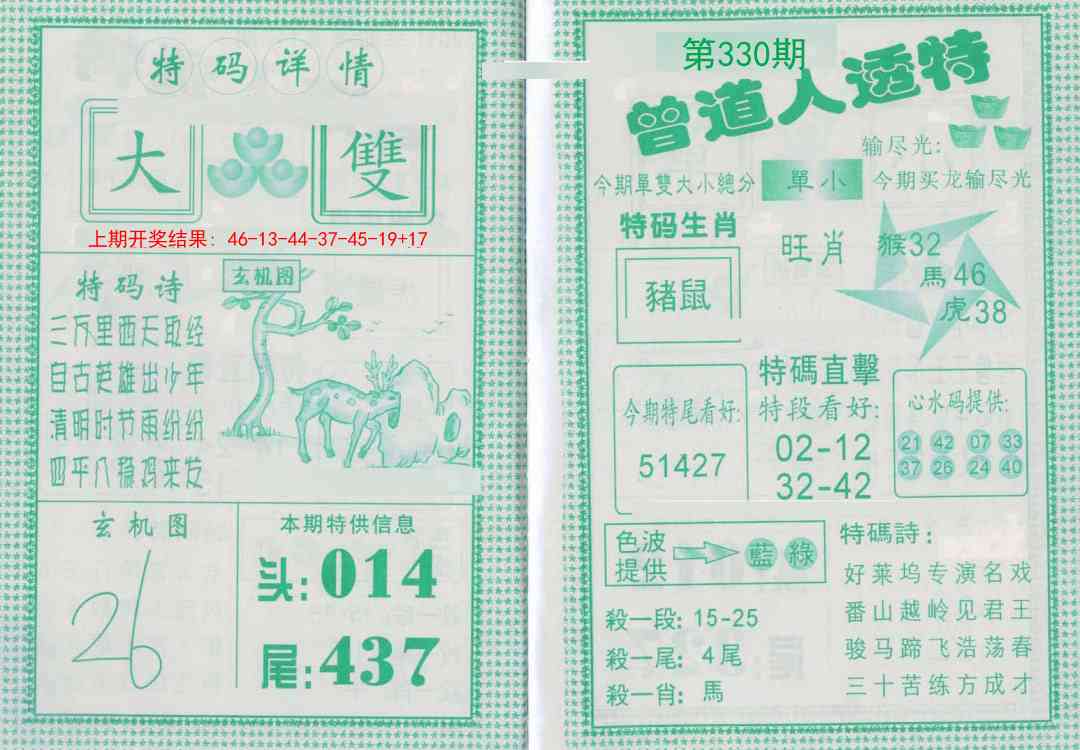 特码详情
大 雙
上期开奖结果：46-13-44-37-45-19+17
特码诗
三万里西天取经
自古英雄出少年
清明时节雨纷纷
四平八稳鸡来发
玄机图
玄机图
26
本期特供信息
头:014
尾:437
第330期
曾道人透特
输尽光:
今期單雙大小總分 單小 今期买龙输尽光
特码生肖
豬鼠
旺肖
猴32
馬46
虎38
今期特尾看好:
51427
特碼直擊
特段看好:
02-12
32-42
心水码提供:
21 42 07 33
37 26 24 40
色波
提供
藍 綠
殺一段: 15-25
殺一尾: 4尾
殺一肖: 馬
特碼詩:
好莱坞专演名戏
番山越岭见君王
骏马蹄飞浩荡春
三十苦练方成才